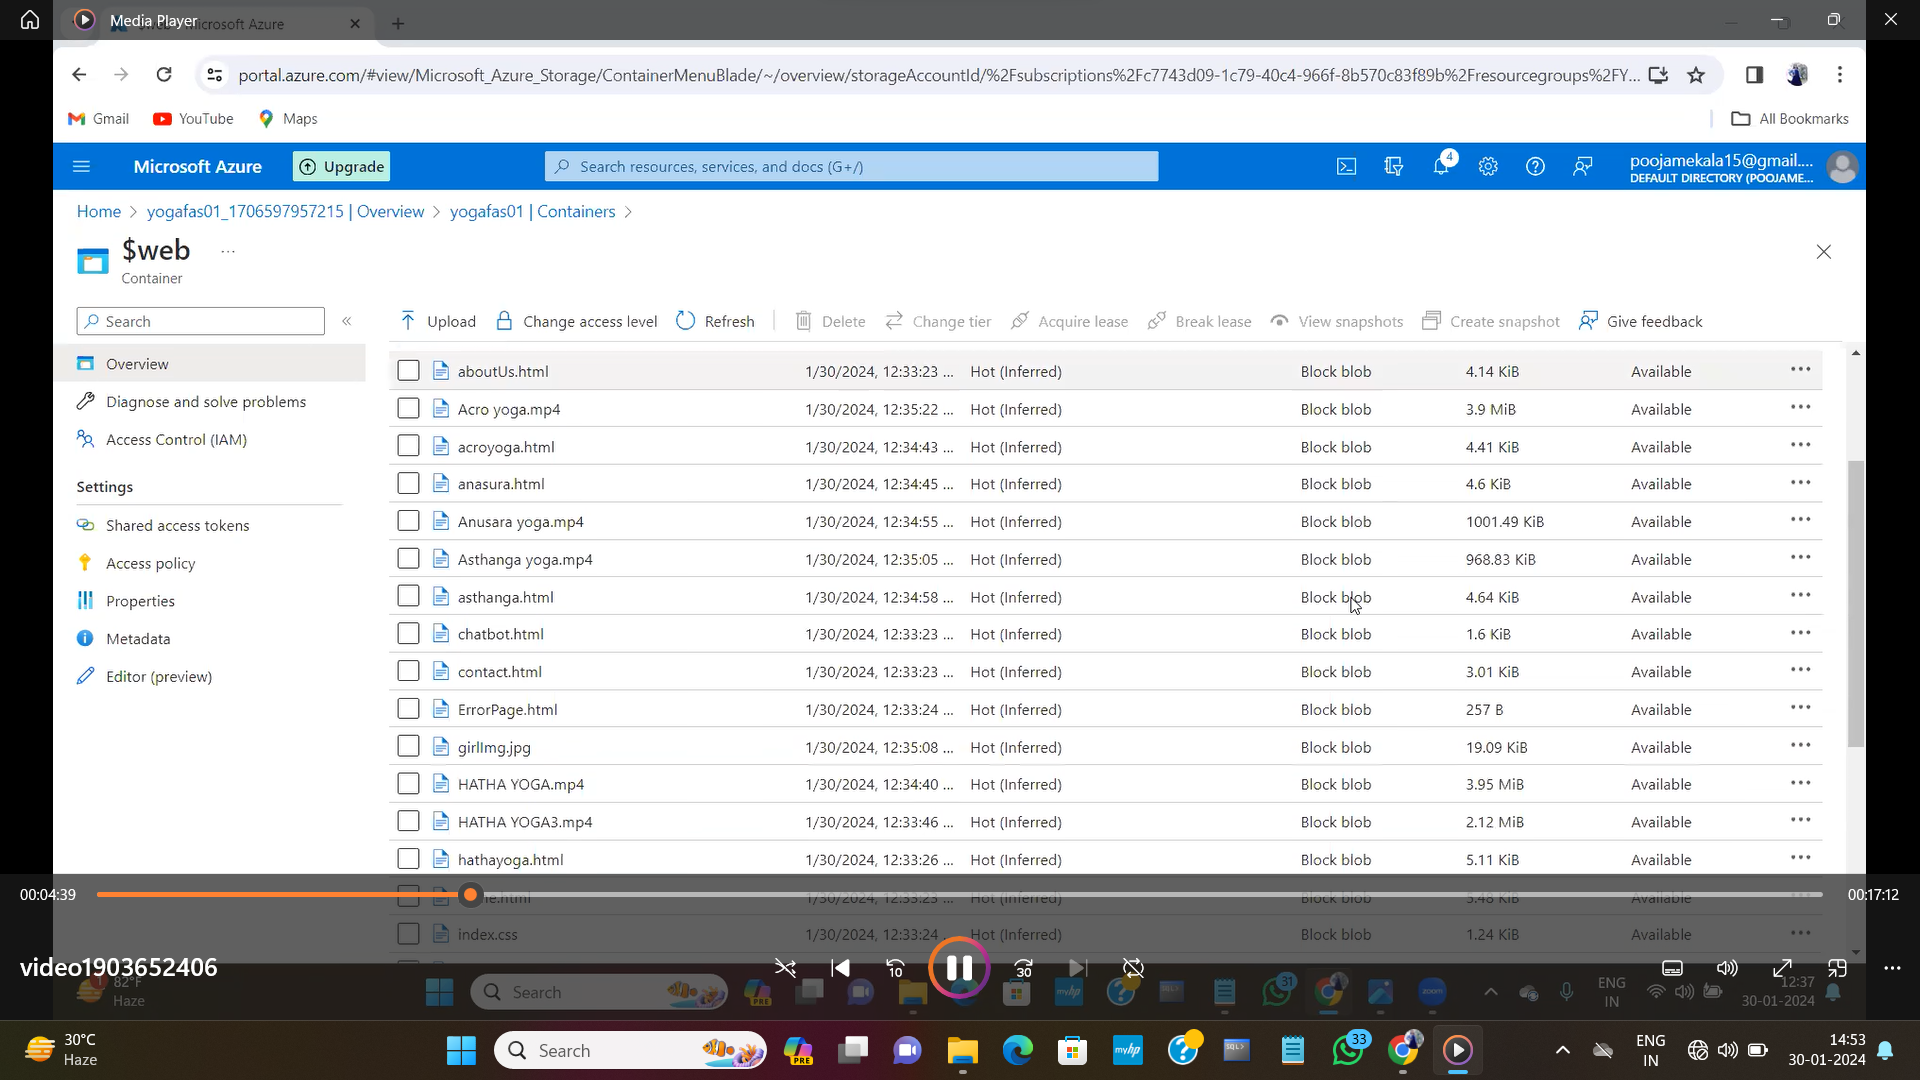 Media Player
Microsoft Azure
portal.azure.com/#view/Microsoft_Azure_Storage/ContainerMenuBlade/~/overview/storageAccountId/%2Fsubscriptions%2Fc7743d09-1c79-40c4-966f-8b570c83f89b%2Fresourcegroups%2FY...
Gmail YouTube Maps All Bookmarks
Microsoft Azure Upgrade Search resources, services, and docs (G+/) 4 poojamekala15@gmail....
DEFAULT DIRECTORY (POOJAME...
Home > yogafas01_1706597957215 | Overview > yogafas01 | Containers >
$web ...
Container
Search «
Upload Change access level Refresh Delete Change tier Acquire lease Break lease View snapshots Create snapshot Give feedback
Overview
Diagnose and solve problems
Access Control (IAM)
Settings
Shared access tokens
Access policy
Properties
Metadata
Editor (preview)
aboutUs.html 1/30/2024, 12:33:23 ... Hot (Inferred) Block blob 4.14 KiB Available ...
Acro yoga.mp4 1/30/2024, 12:35:22 ... Hot (Inferred) Block blob 3.9 MiB Available ...
acroyoga.html 1/30/2024, 12:34:43 ... Hot (Inferred) Block blob 4.41 KiB Available ...
anasura.html 1/30/2024, 12:34:45 ... Hot (Inferred) Block blob 4.6 KiB Available ...
Anusara yoga.mp4 1/30/2024, 12:34:55 ... Hot (Inferred) Block blob 1001.49 KiB Available ...
Asthanga yoga.mp4 1/30/2024, 12:35:05 ... Hot (Inferred) Block blob 968.83 KiB Available ...
asthanga.html 1/30/2024, 12:34:58 ... Hot (Inferred) Block blob 4.64 KiB Available ...
chatbot.html 1/30/2024, 12:33:23 ... Hot (Inferred) Block blob 1.6 KiB Available ...
contact.html 1/30/2024, 12:33:23 ... Hot (Inferred) Block blob 3.01 KiB Available ...
ErrorPage.html 1/30/2024, 12:33:24 ... Hot (Inferred) Block blob 257 B Available ...
girlImg.jpg 1/30/2024, 12:35:08 ... Hot (Inferred) Block blob 19.09 KiB Available ...
HATHA YOGA.mp4 1/30/2024, 12:34:40 ... Hot (Inferred) Block blob 3.95 MiB Available ...
HATHA YOGA3.mp4 1/30/2024, 12:33:46 ... Hot (Inferred) Block blob 2.12 MiB Available ...
hathayoga.html 1/30/2024, 12:33:26 ... Hot (Inferred) Block blob 5.11 KiB Available ...
00:04:39 00:17:12
1/30/2024, 12:33:23 ... Hot (Inferred) Block blob 5.48 KiB Available ...
index.css 1/30/2024, 12:33:24 ... Hot (Inferred) Block blob 1.24 KiB Available ...
video1903652406 10 30
1 82°F
Haze
Search PRE myhp SQL> 31 zoom
ENG
IN
12:37
30-01-2024
30°C
Haze
Search PRE myhp SQL> 33
ENG
IN
14:53
30-01-2024